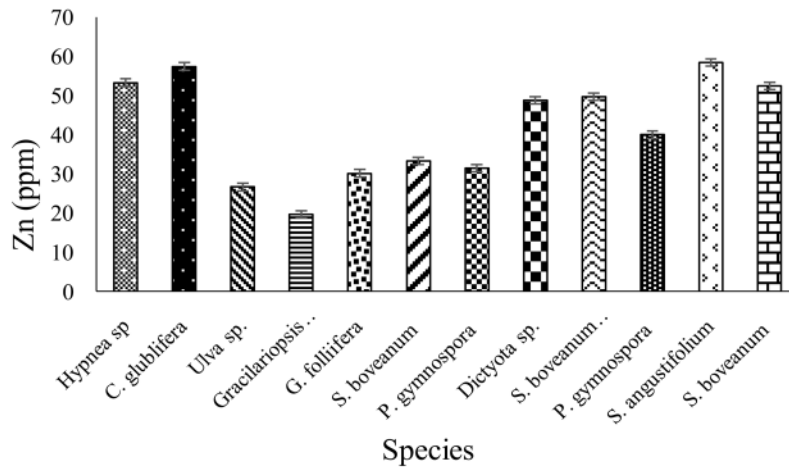 70
60
50
40
30
20
10
0
Zn (ppm)
Hypnea sp
C. glublifera
Ulva sp.
Gracilariopsis..
G. folliifera
S. boveanum
P. gymnospora
Dictyota sp.
S. boveanum..
P. gymnospora
S. angustifolium
S. boveanum
Species